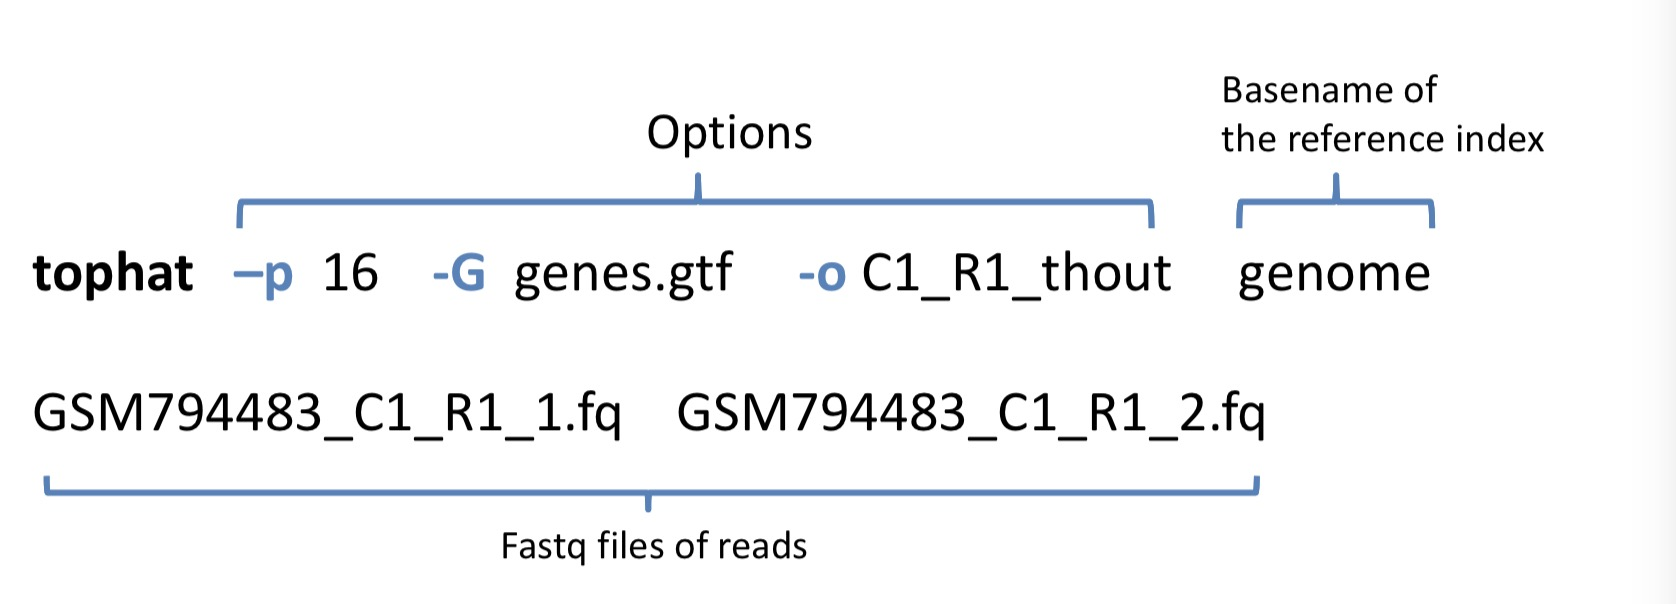 Basename of
the reference index
Options
tophat –p 16 -G genes.gtf -o C1_R1_thout genome
GSM794483_C1_R1_1.fq GSM794483_C1_R1_2.fq
Fastq files of reads